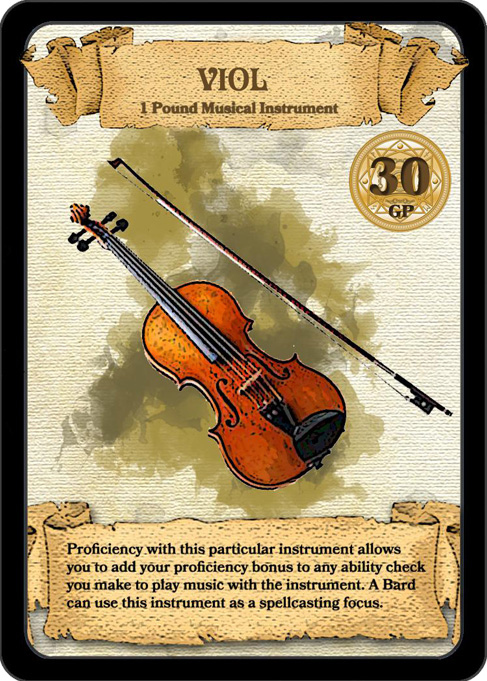 VIOL
1 Pound Musical Instrument
30
GP
Proficiency with this particular instrument allows
you to add your proficiency bonus to any ability check
you make to play music with the instrument. A Bard
can use this instrument as a spellcasting focus.